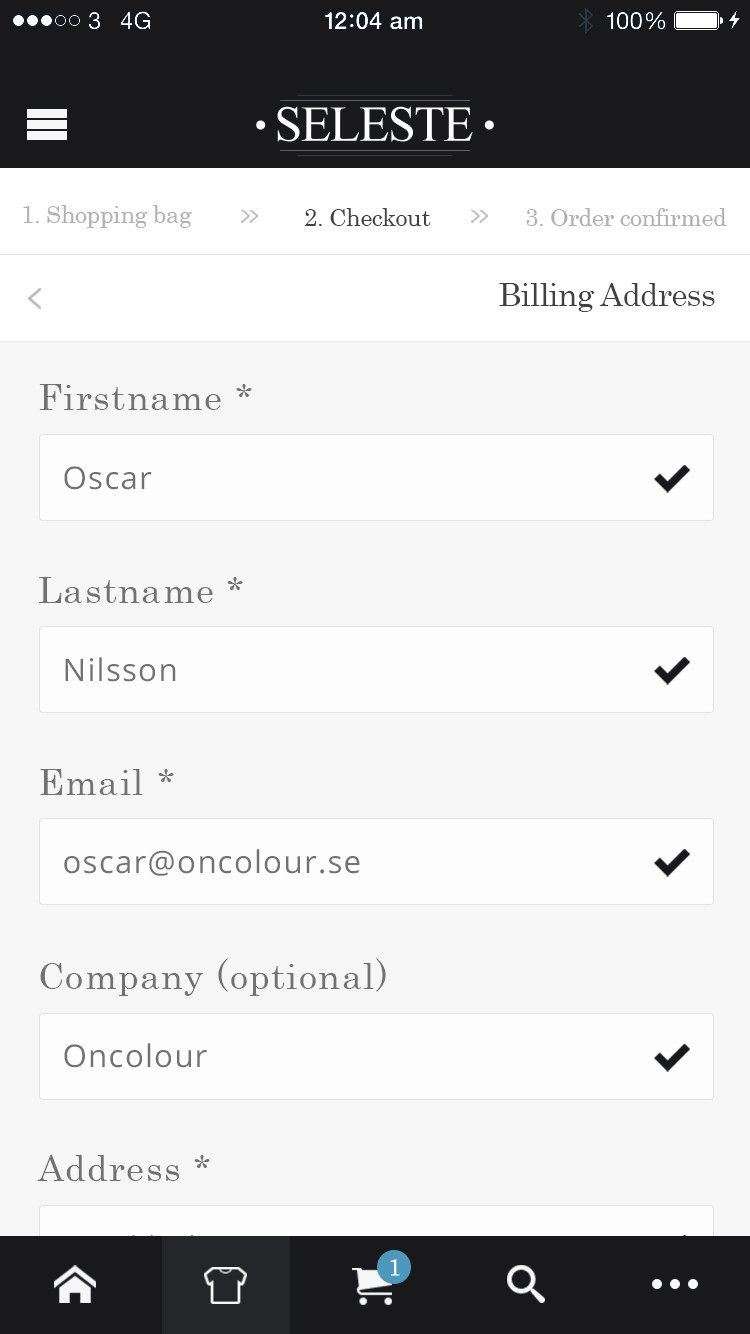 3 4G 12:04 am 100%
• SELESTE •
1. Shopping bag » 2. Checkout » 3. Order confirmed
Billing Address
Firstname *
Oscar
Lastname *
Nilsson
Email *
oscar@oncolour.se
Company (optional)
Oncolour
Address *
1